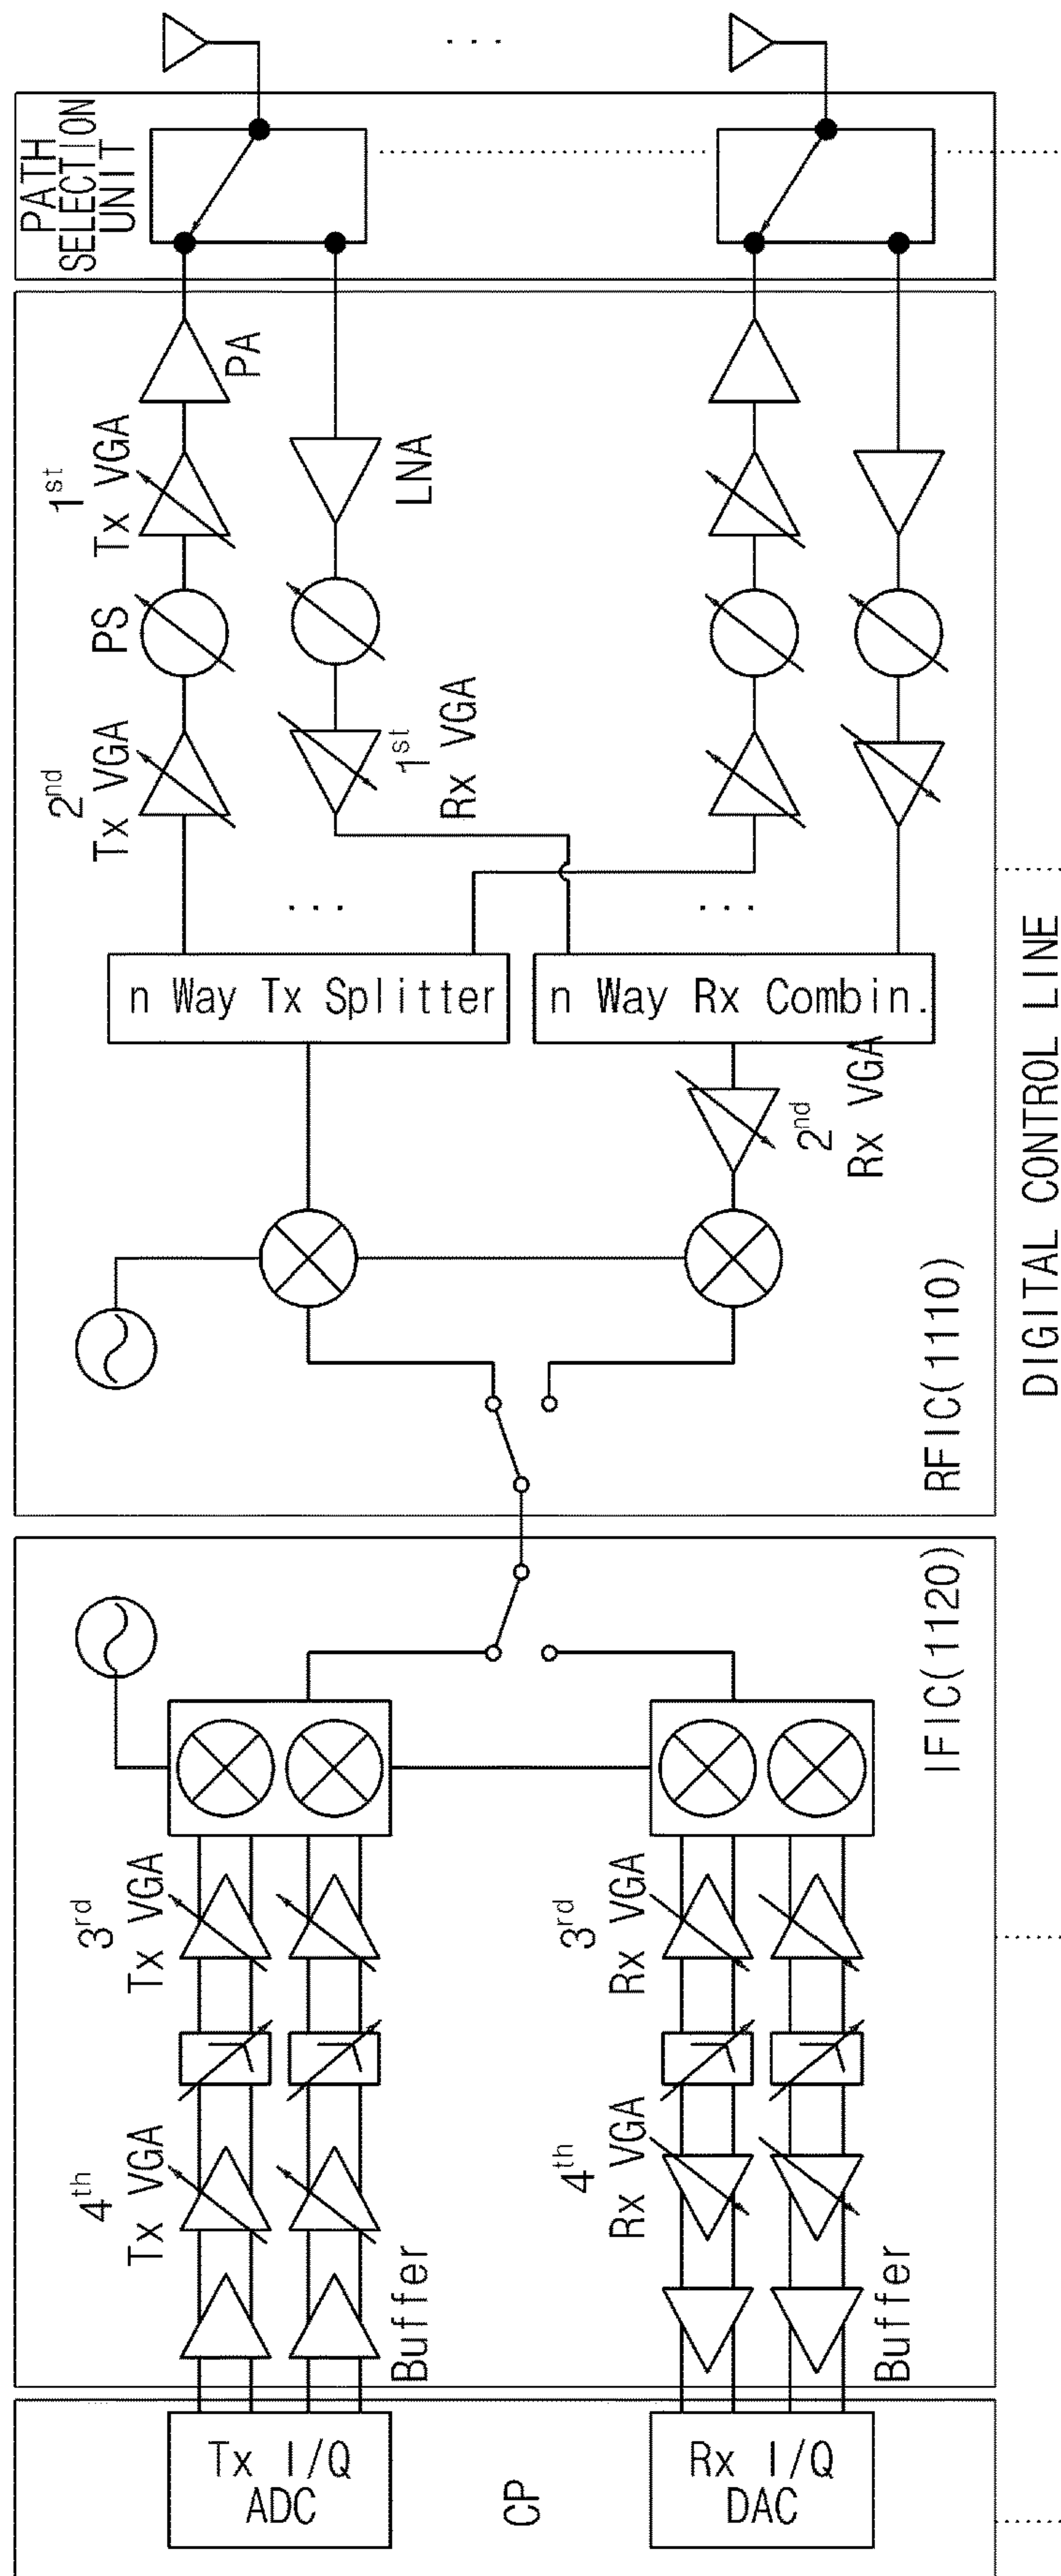 PATH
SELECTION
UNIT
PA
1st
Tx VGA
LNA
PS
2nd
Tx VGA
1st
Rx VGA
n Way Tx Splitter
n Way Rx Combin.
2nd
Rx VGA
RFIC(1110)
DIGITAL CONTROL LINE
IFIC(1120)
3rd
Tx VGA
3rd
Rx VGA
4th
Tx VGA
4th
Rx VGA
Buffer
Buffer
Tx I/Q
ADC
CP
Rx I/Q
DAC